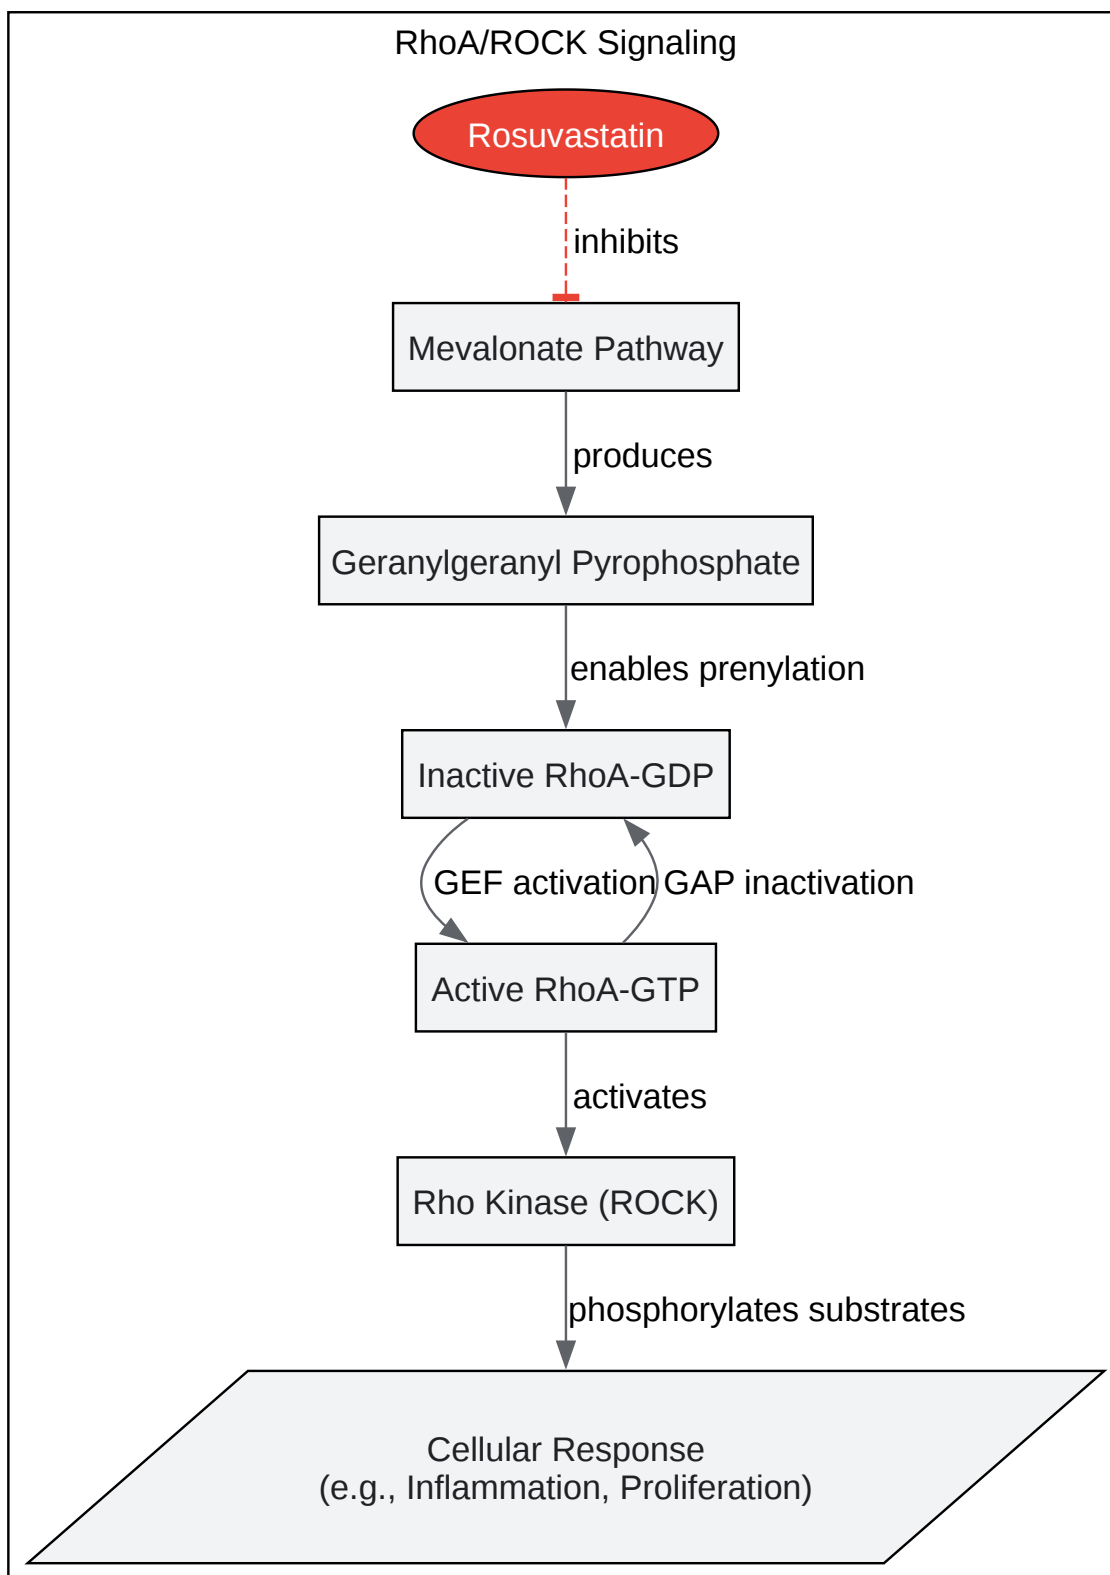 RhoA/ROCK Signaling
Rosuvastatin
inhibits
Mevalonate Pathway
produces
Geranylgeranyl Pyrophosphate
enables prenylation
Inactive RhoA-GDP
GEF activation
GAP inactivation
Active RhoA-GTP
activates
Rho Kinase (ROCK)
phosphorylates substrates
Cellular Response
(e.g., Inflammation, Proliferation)